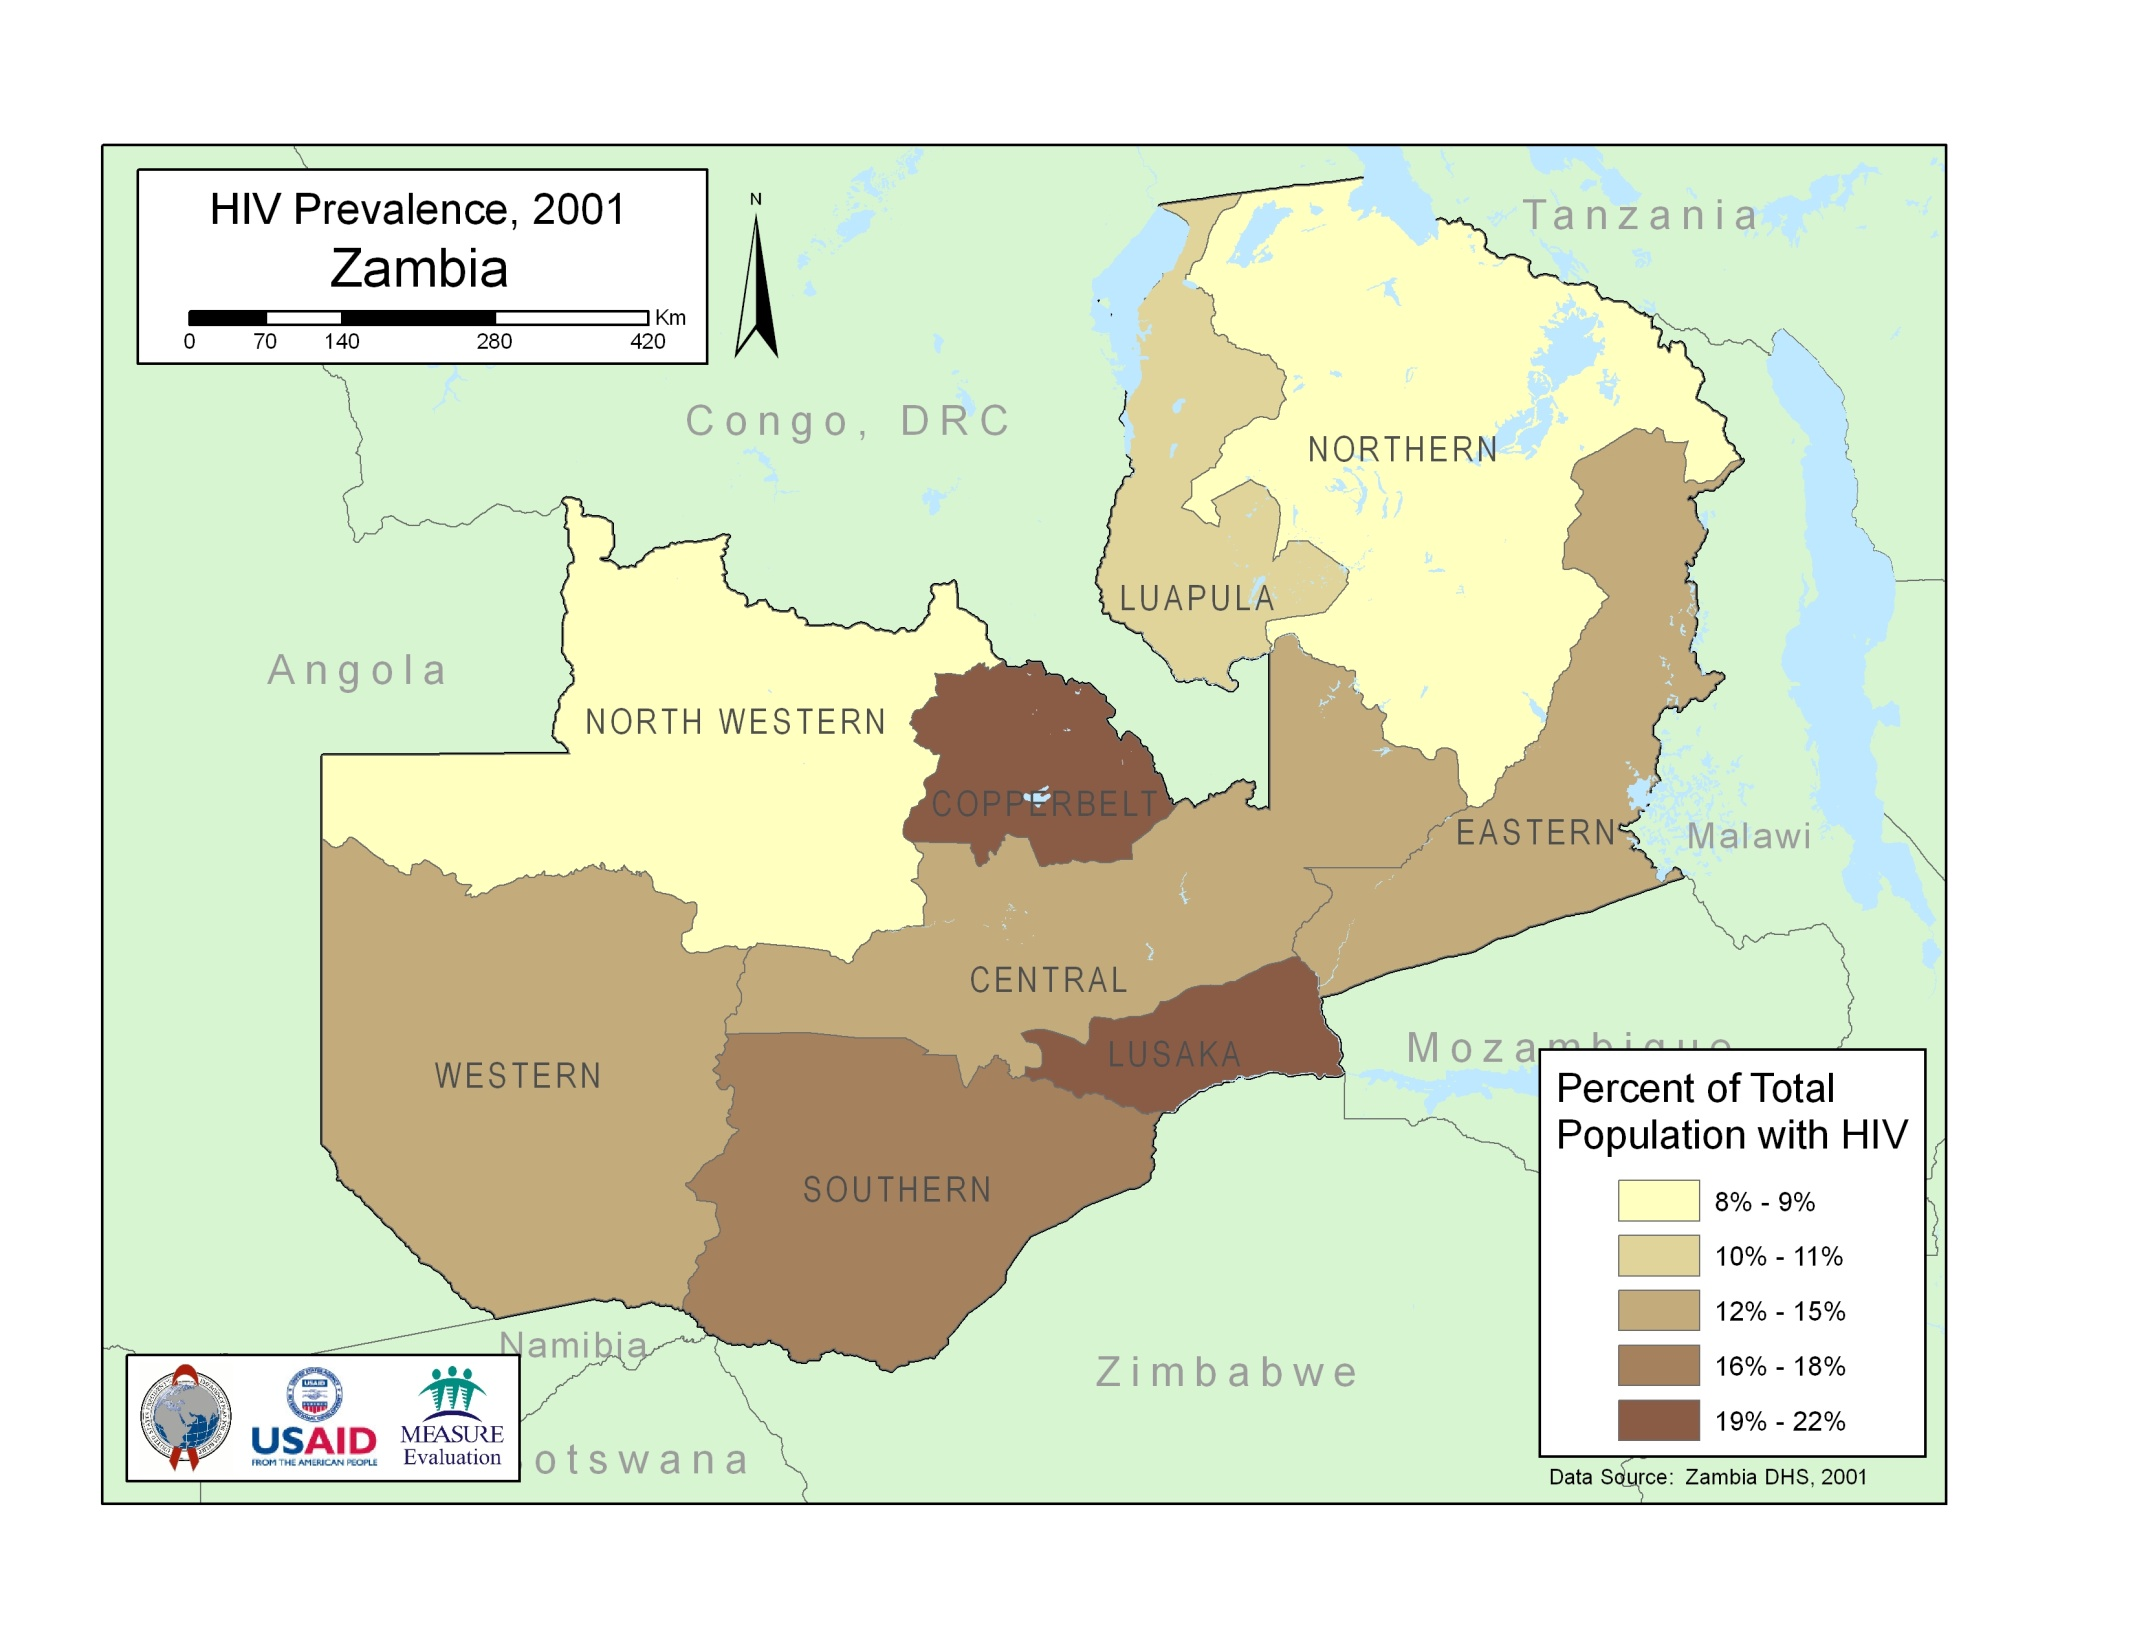 HIV Prevalence, 2001
Zambia
Km
0 70 140 280 420
N
Tanzania
Congo, DRC
NORTHERN
LUAPULA
Angola
NORTH WESTERN
COPPERBELT
EASTERN
Malawi
CENTRAL
LUSAKA
Mozambique
WESTERN
SOUTHERN
Namibia
Zimbabwe
otswana
Percent of Total
Population with HIV
8% - 9%
10% - 11%
12% - 15%
16% - 18%
19% - 22%
Data Source: Zambia DHS, 2001
USAID
USAID
FROM THE AMERICAN PEOPLE
MEASURE
Evaluation